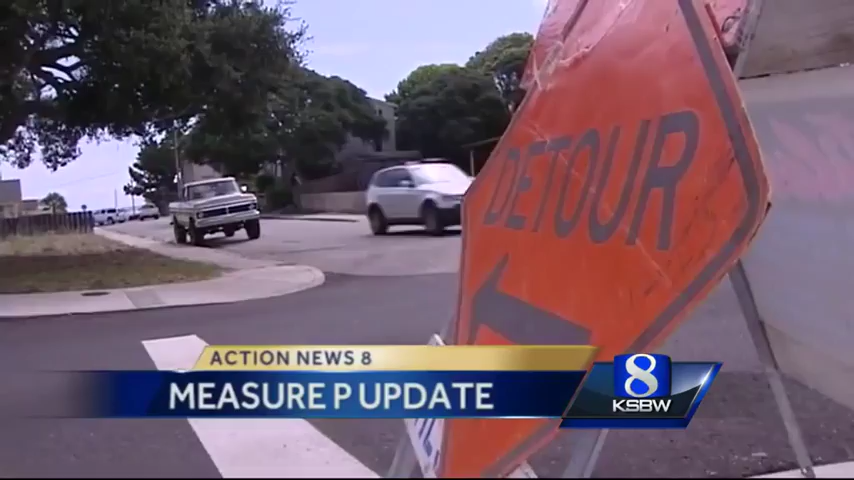 DETOUR
ACTION NEWS 8
MEASURE P UPDATE
8
KSBW